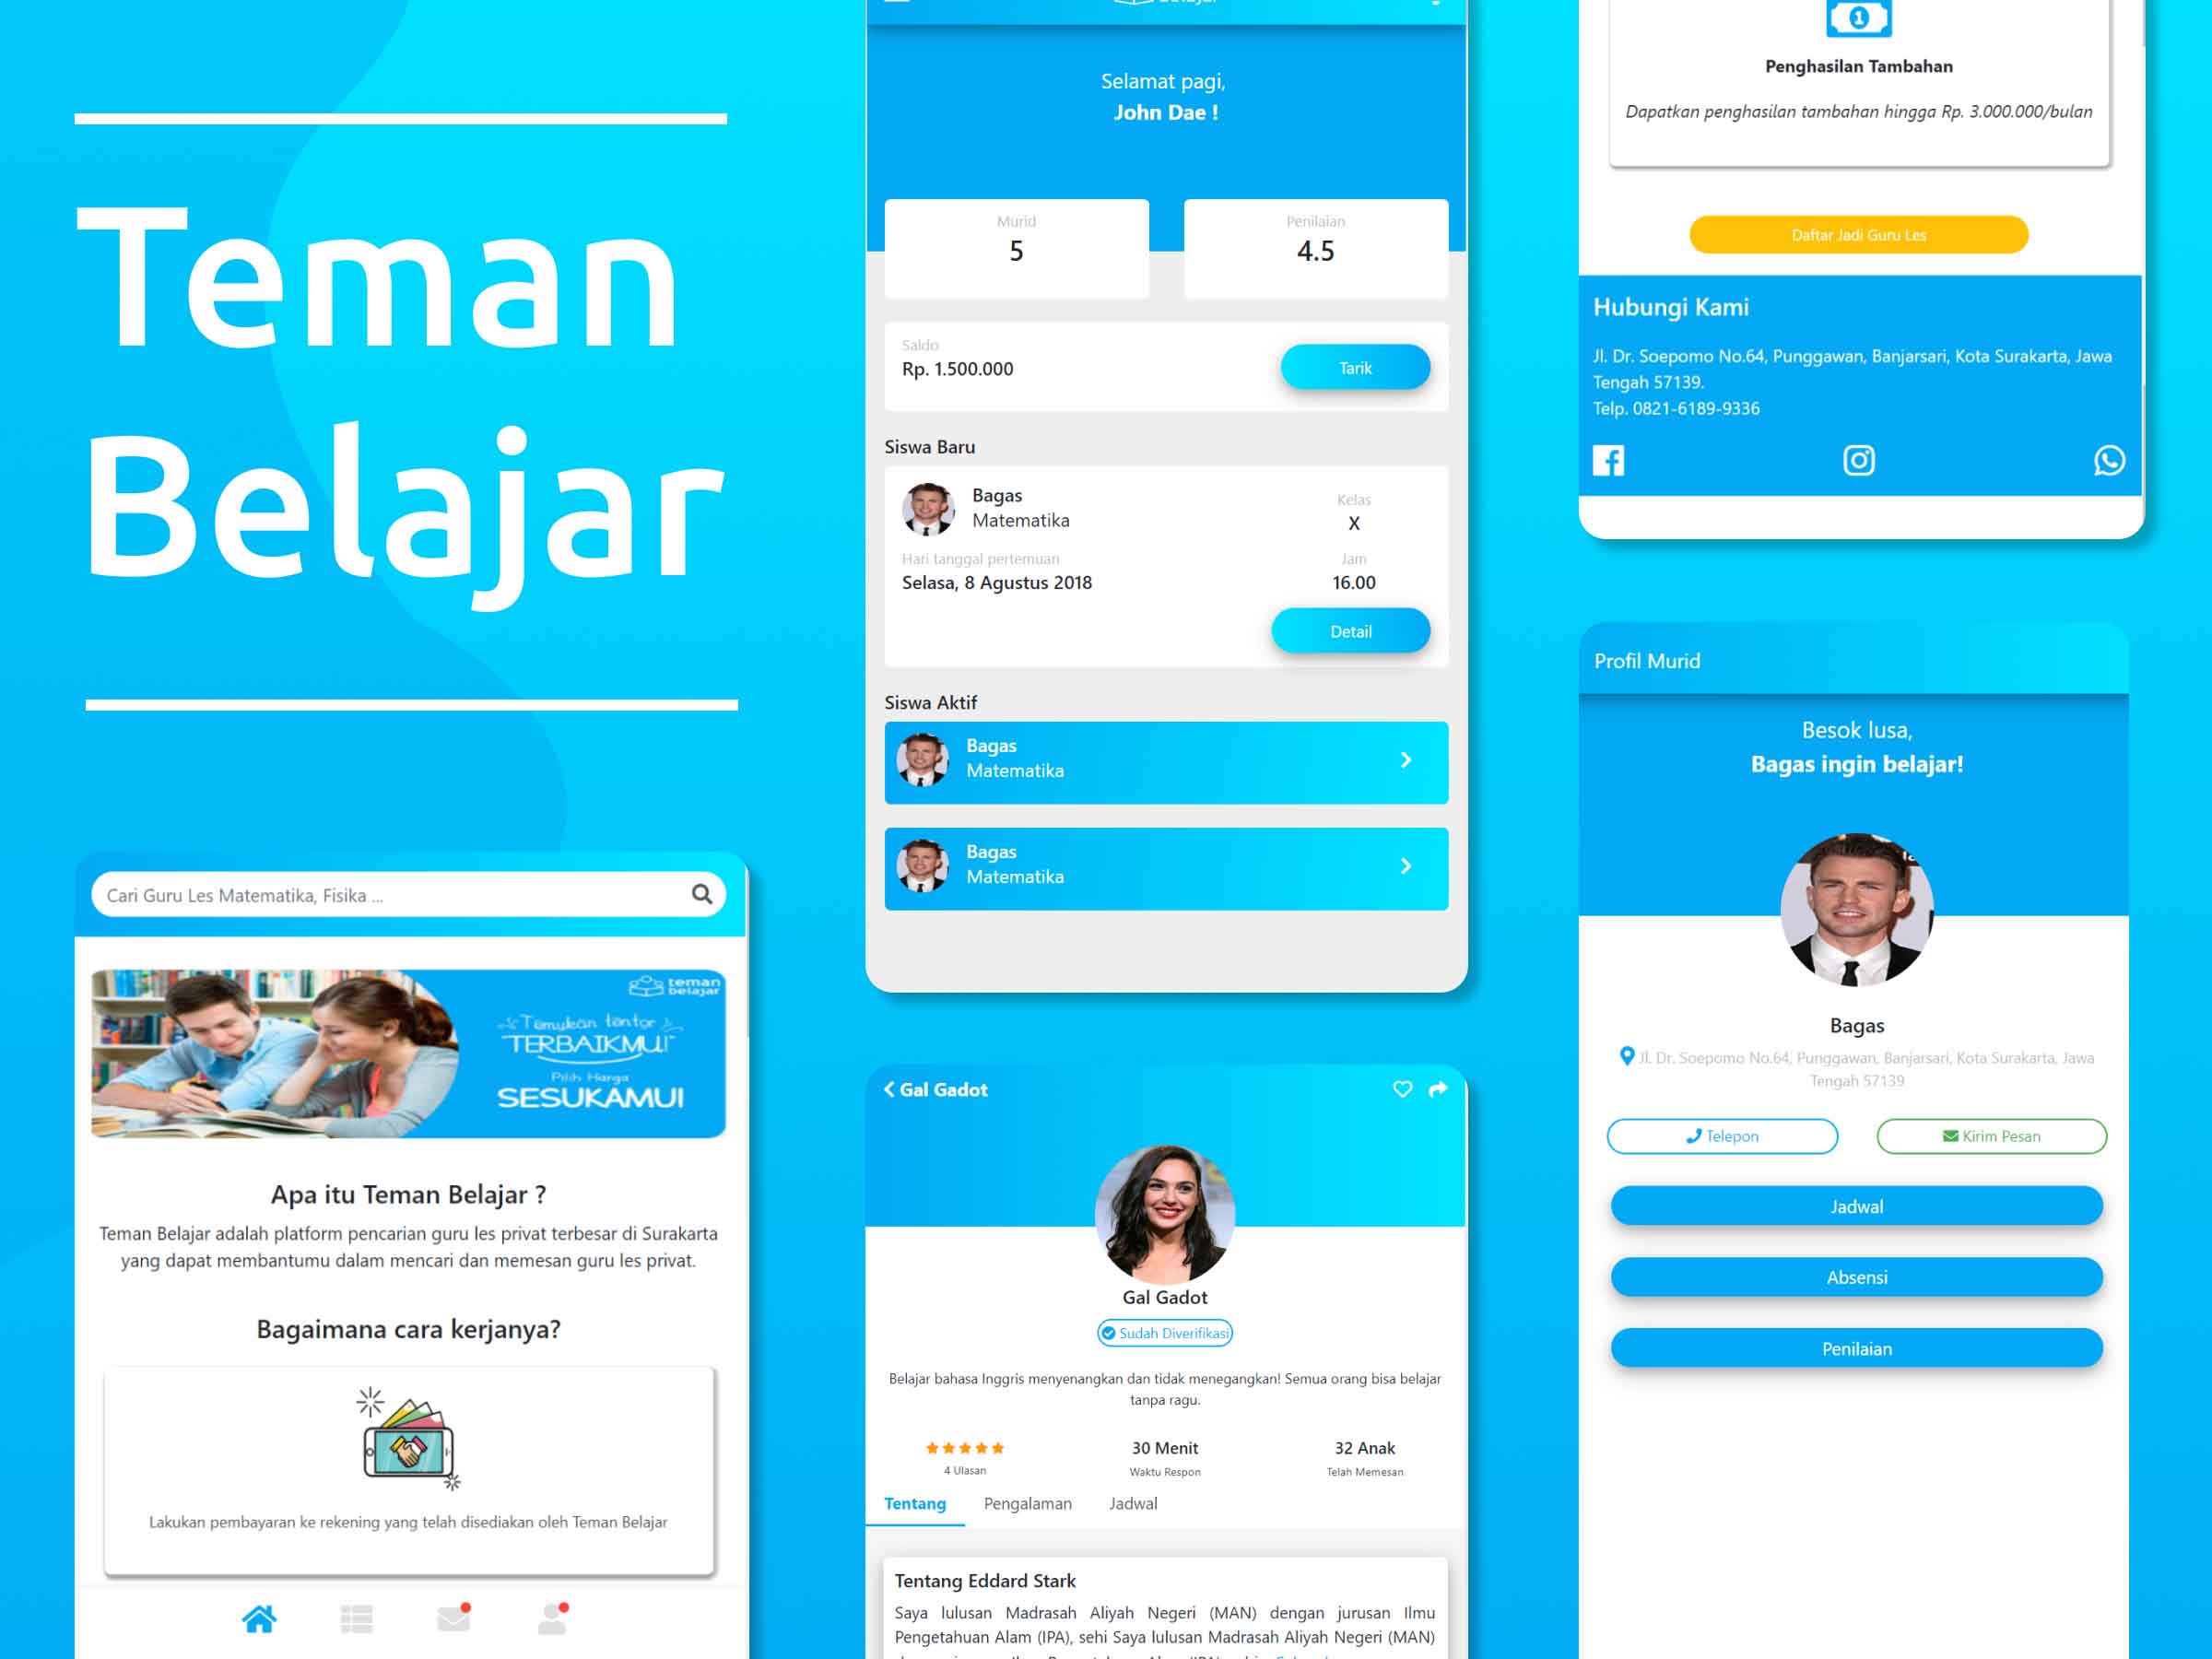 Teman
Belajar
Cari Guru Les Matematika, Fisika ...
teman
belajar
Temukan tentor
TERBAIKMU!
Pilih Harga
SESUKAMU!
Apa itu Teman Belajar ?
Teman Belajar adalah platform pencarian guru les privat terbesar di Surakarta
yang dapat membantumu dalam mencari dan memesan guru les privat.
Bagaimana cara kerjanya?
Lakukan pembayaran ke rekening yang telah disediakan oleh Teman Belajar
Selamat pagi,
John Dae !
Murid
5
Penilaian
4.5
Saldo
Rp. 1.500.000
Tarik
Siswa Baru
Bagas
Matematika
Kelas
X
Hari tanggal pertemuan
Selasa, 8 Agustus 2018
Jam
16.00
Detail
Siswa Aktif
Bagas
Matematika
Bagas
Matematika
Gal Gadot
Gal Gadot
Sudah Diverifikasi
Belajar bahasa Inggris menyenangkan dan tidak menegangkan! Semua orang bisa belajar
tanpa ragu.
4 Ulasan
30 Menit
Waktu Respon
32 Anak
Telah Memesan
Tentang
Pengalaman
Jadwal
Tentang Eddard Stark
Saya lulusan Madrasah Aliyah Negeri (MAN) dengan jurusan Ilmu
Pengetahuan Alam (IPA), sehi Saya lulusan Madrasah Aliyah Negeri (MAN)
1
Penghasilan Tambahan
Dapatkan penghasilan tambahan hingga Rp. 3.000.000/bulan
Daftar Jadi Guru Les
Hubungi Kami
Jl. Dr. Soepomo No.64, Punggawan, Banjarsari, Kota Surakarta, Jawa
Tengah 57139.
Telp. 0821-6189-9336
Profil Murid
Besok lusa,
Bagas ingin belajar!
Bagas
Jl. Dr. Soepomo No.64, Punggawan, Banjarsari, Kota Surakarta, Jawa
Tengah 57139
Telepon
Kirim Pesan
Jadwal
Absensi
Penilaian